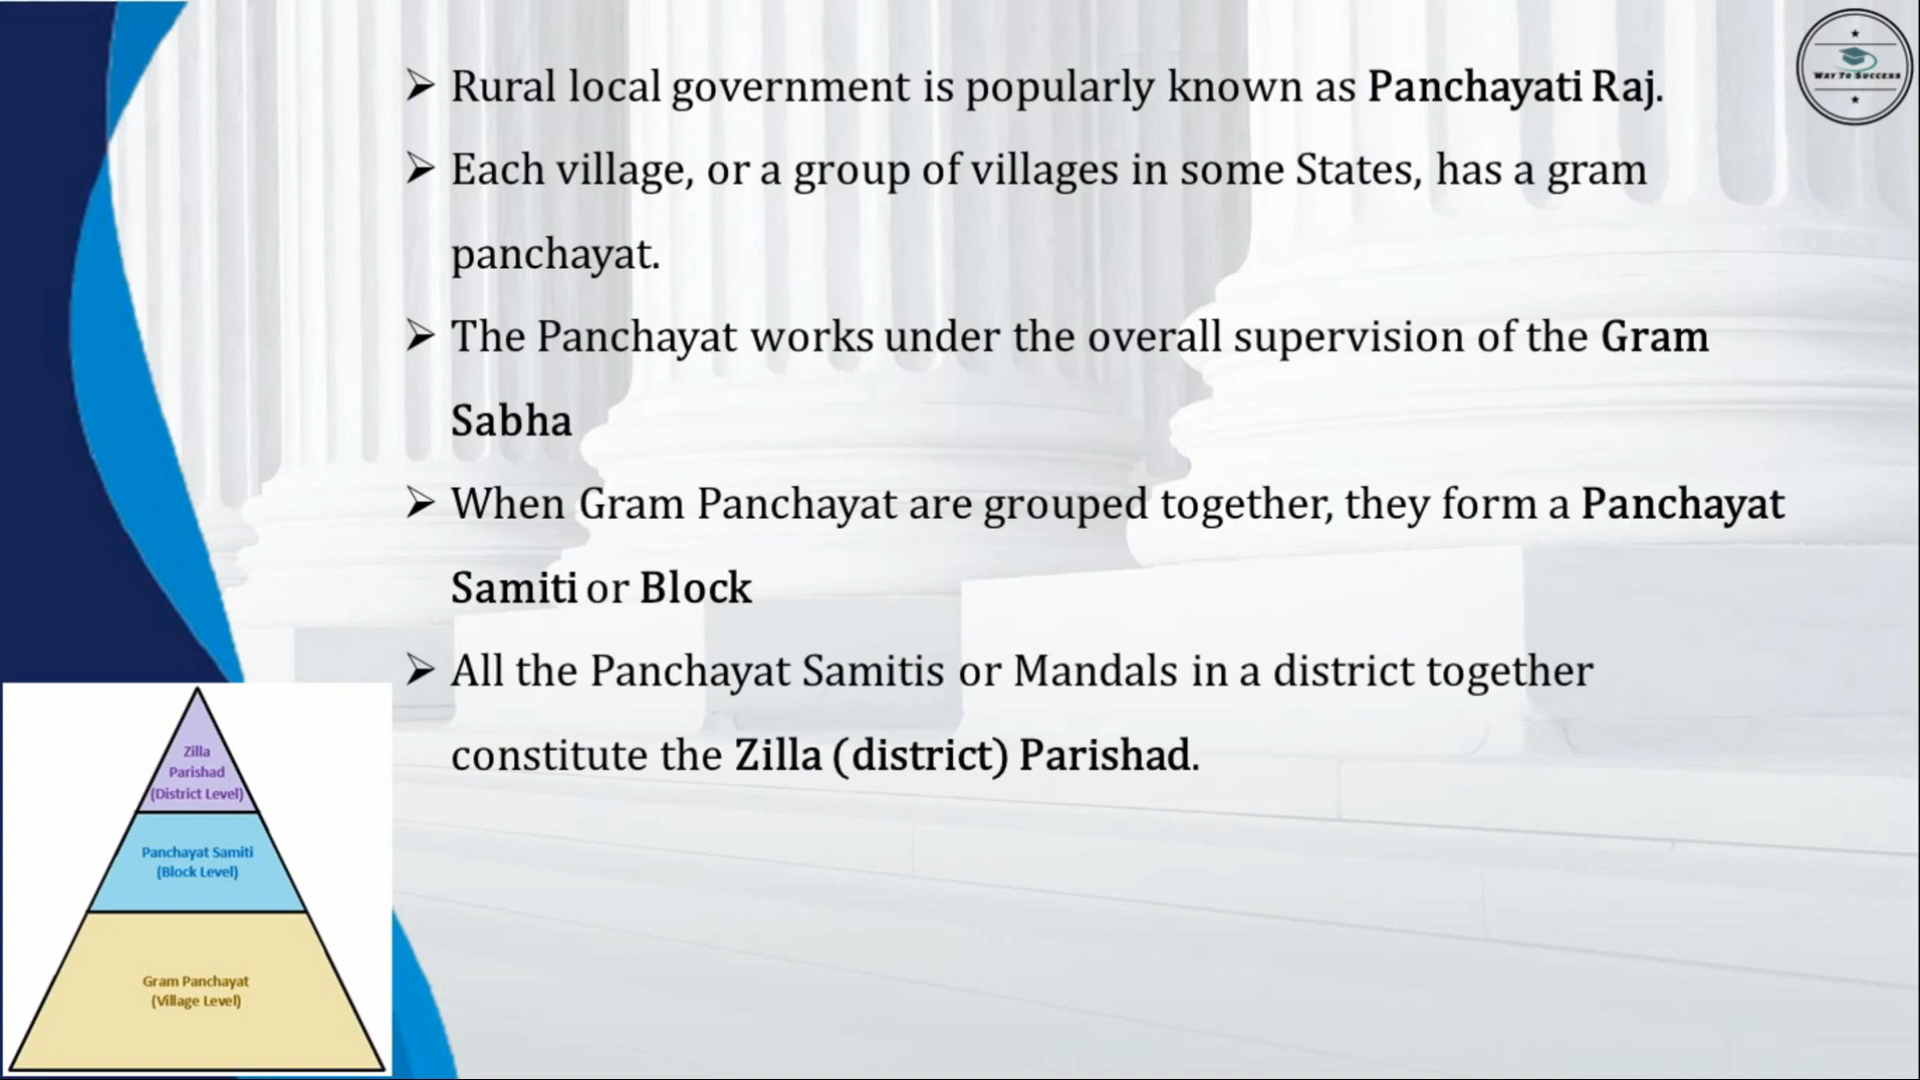 ➢ Rural local government is popularly known as Panchayati Raj.
➢ Each village, or a group of villages in some States, has a gram
panchayat.
➢ The Panchayat works under the overall supervision of the Gram
Sabha
➢ When Gram Panchayat are grouped together, they form a Panchayat
Samiti or Block
➢ All the Panchayat Samitis or Mandals in a district together
constitute the Zilla (district) Parishad.
WAY TO SUCCESS
Zilla
Parishad
(District Level)
Panchayat Samiti
(Block Level)
Gram Panchayat
(Village Level)